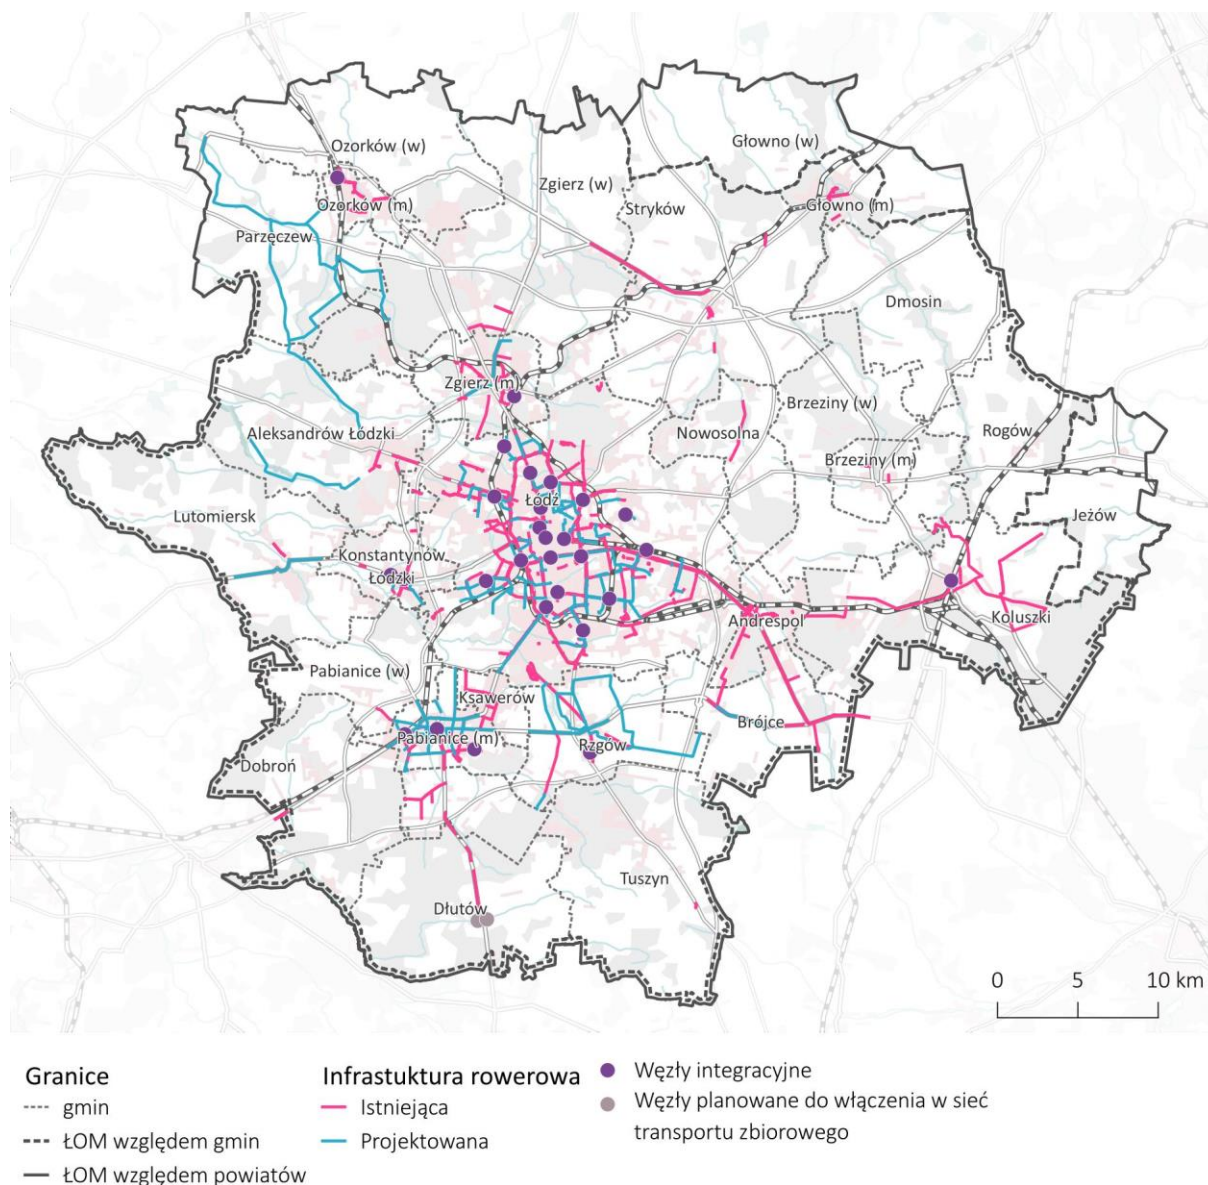 Ozorków (w)
Głowno (w)
Zgierz (w)
Stryków
Ozorków (m)
Głowno (m)
Parzęczew
Dmosin
Zgierz (m)
Brzeziny (w)
Aleksandrów Łódzki
Nowosolna
Rogów
Brzeziny (m)
Łódź
Lutomiersk
Jeżów
Konstantynów
Łódzki
Andrespol
Koluszki
Pabianice (w)
Ksawerów
Brójce
Pabianice (m)
Rzgów
Dobroń
Tuszyn
Dłutów
0 5 10 km
Granice
gmin
ŁOM względem gmin
ŁOM względem powiatów
Infrastuktura rowerowa
Istniejąca
Projektowana
Węzły integracyjne
Węzły planowane do włączenia w sieć
transportu zbiorowego